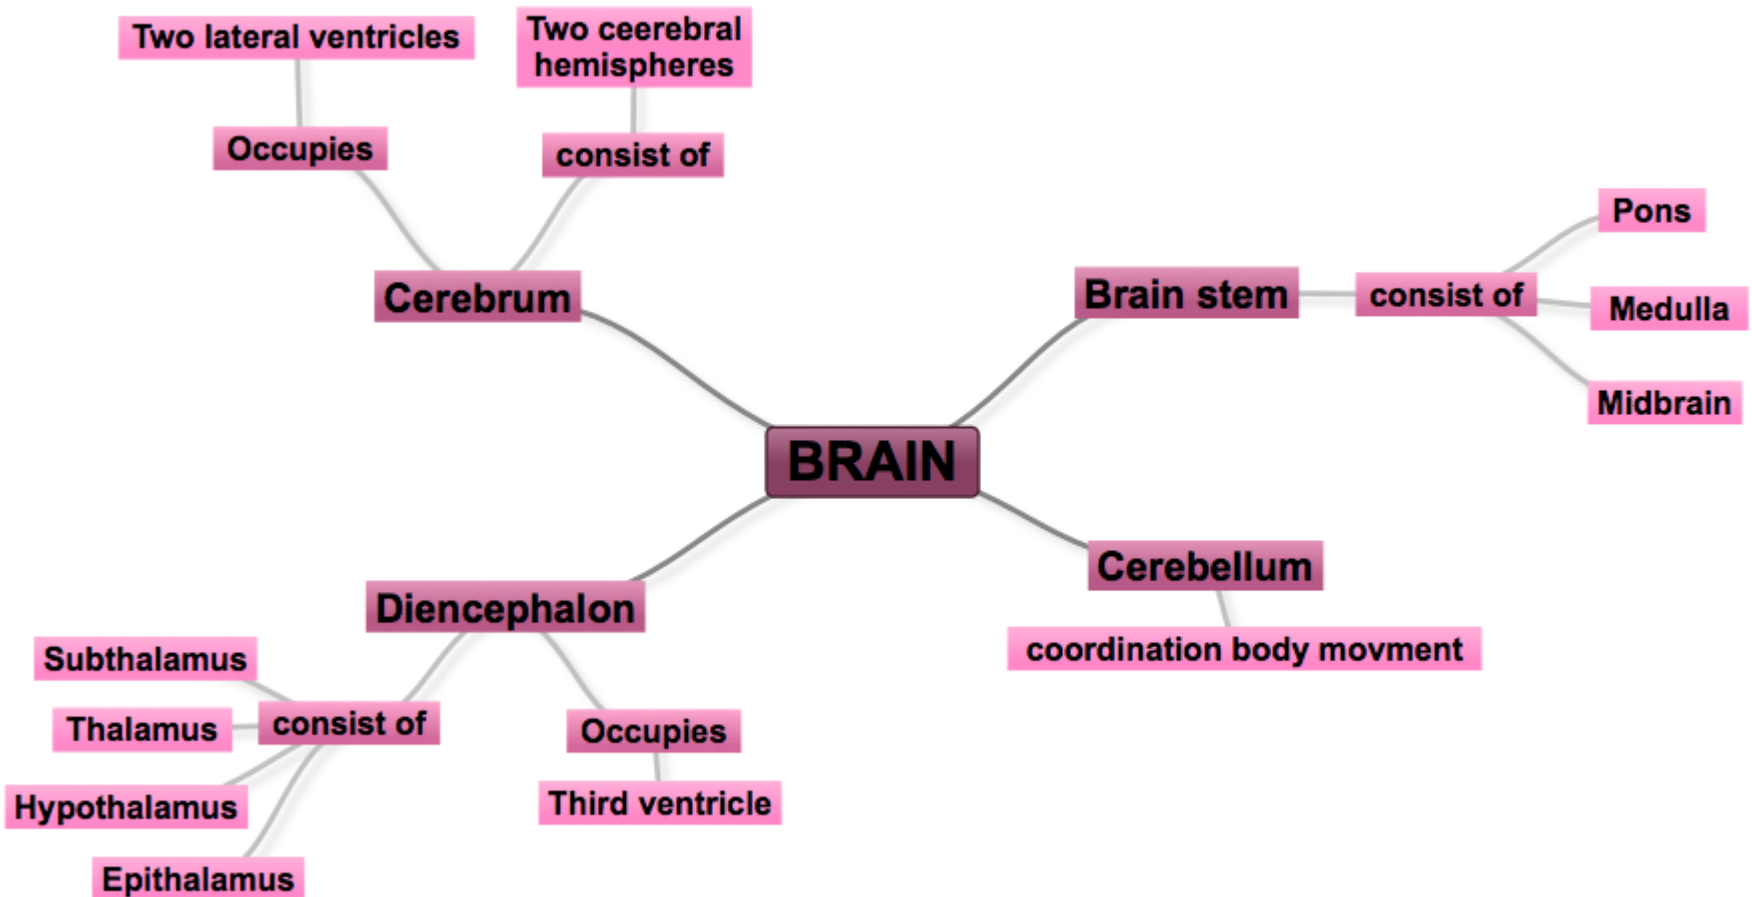 Two lateral ventricles
Two ceerebral
hemispheres
Occupies
consist of
Cerebrum
Brain stem
consist of
Pons
Medulla
Midbrain
BRAIN
Cerebellum
coordination body movment
Diencephalon
consist of
Subthalamus
Thalamus
Hypothalamus
Epithalamus
Occupies
Third ventricle